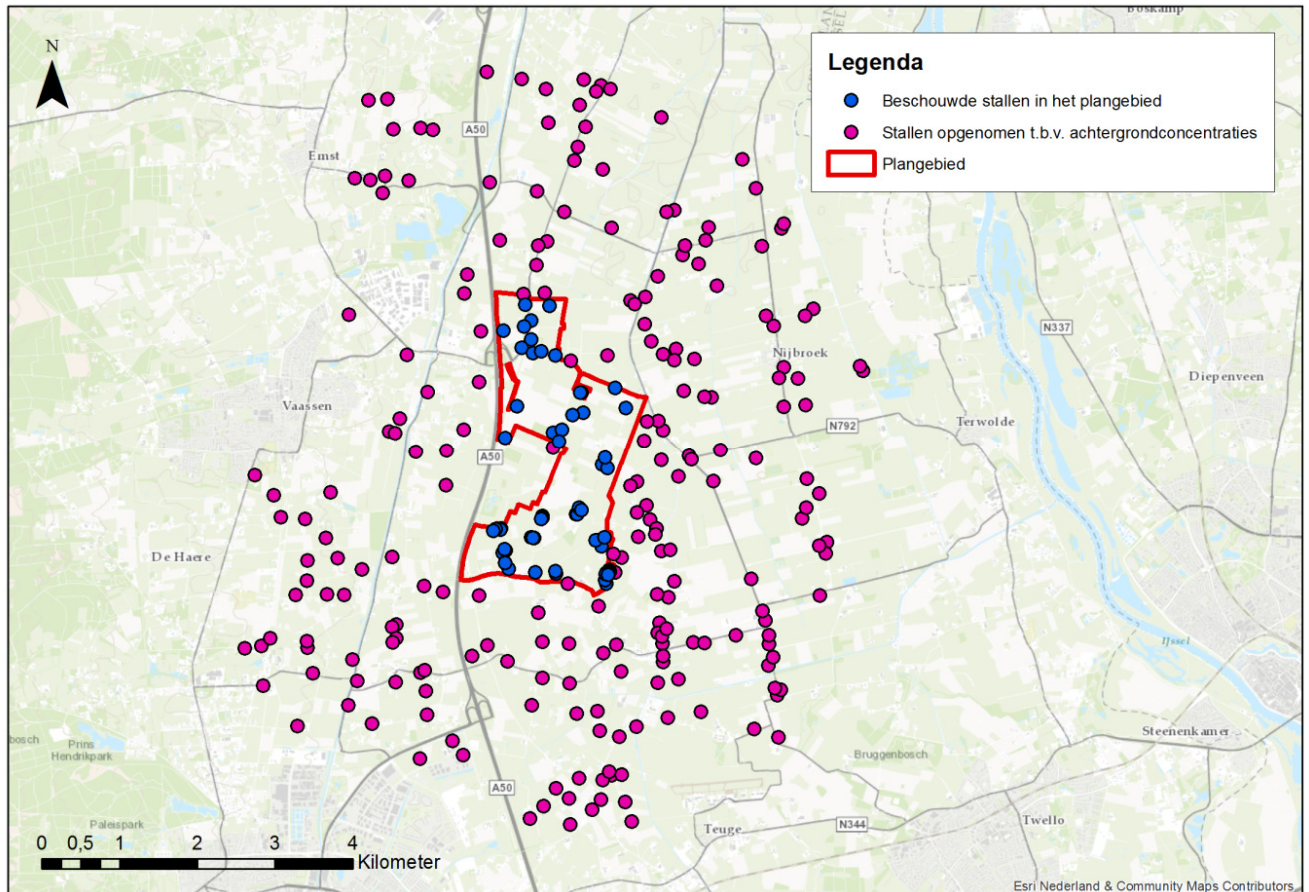 Boskamp
N
Legenda
Beschouwde stallen in het plangebied
Stallen opgenomen t.b.v. achtergrondconcentraties
Plangebied
A50
Emst
N337
Nijbroek
Diepenveen
Vaassen
Terwolde
N792
A50
De Haere
IJssel
Steenenkamer
bosch
Prins
Hendrikpark
Bruggenbosch
A50
Paleispark
Teuge
N344
Twello
0 0,5 1 2 3 4
Kilometer
Esri Nederland & Community Maps Contributors